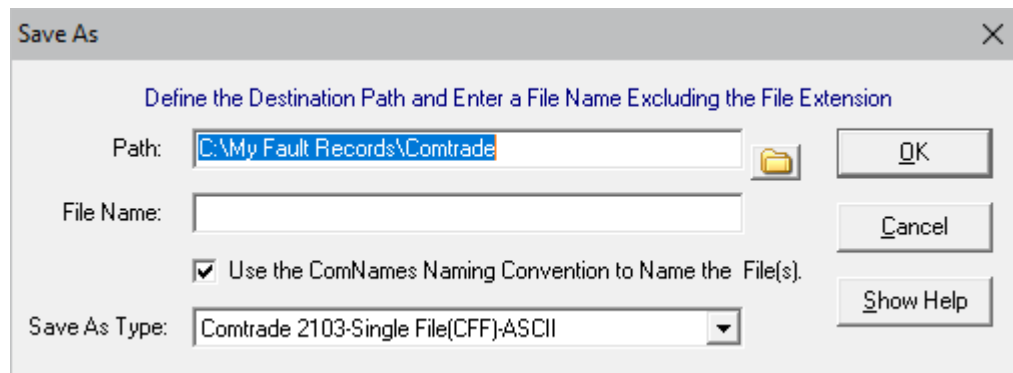 Save As
Define the Destination Path and Enter a File Name Excluding the File Extension
Path: C:\My Fault Records\Comtrade OK
File Name: Cancel
Use the ComNames Naming Convention to Name the File(s).
Show Help
Save As Type: Comtrade 2103-Single File(CFF)-ASCII